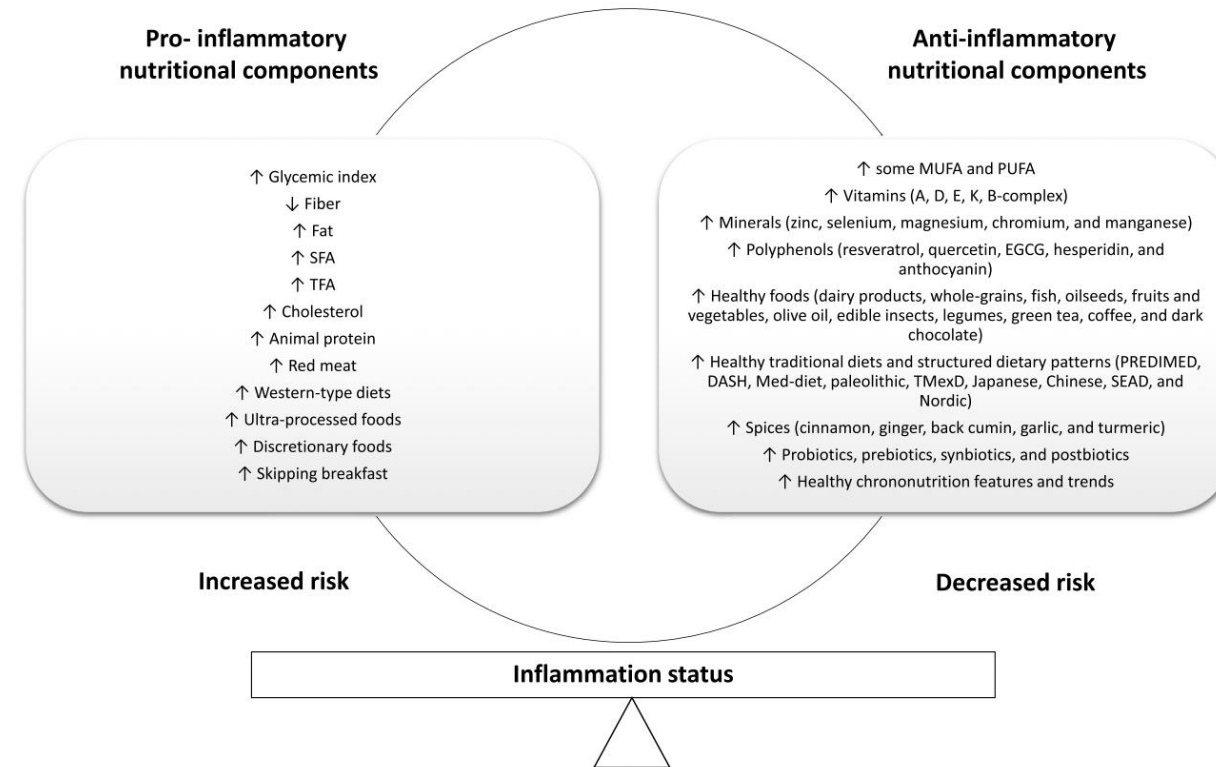 Pro- inflammatory
nutritional components
↑ Glycemic index
↓ Fiber
↑ Fat
↑ SFA
↑ TFA
↑ Cholesterol
↑ Animal protein
↑ Red meat
↑ Western-type diets
↑ Ultra-processed foods
↑ Discretionary foods
↑ Skipping breakfast
Increased risk
Anti-inflammatory
nutritional components
↑ some MUFA and PUFA
↑ Vitamins (A, D, E, K, B-complex)
↑ Minerals (zinc, selenium, magnesium, chromium, and manganese)
↑ Polyphenols (resveratrol, quercetin, EGCG, hesperidin, and
anthocyanin)
↑ Healthy foods (dairy products, whole-grains, fish, oilseeds, fruits and
vegetables, olive oil, edible insects, legumes, green tea, coffee, and dark
chocolate)
↑ Healthy traditional diets and structured dietary patterns (PREDIMED,
DASH, Med-diet, paleolithic, TMexD, Japanese, Chinese, SEAD, and
Nordic)
↑ Spices (cinnamon, ginger, back cumin, garlic, and turmeric)
↑ Probiotics, prebiotics, synbiotics, and postbiotics
↑ Healthy chrononutrition features and trends
Decreased risk
Inflammation status